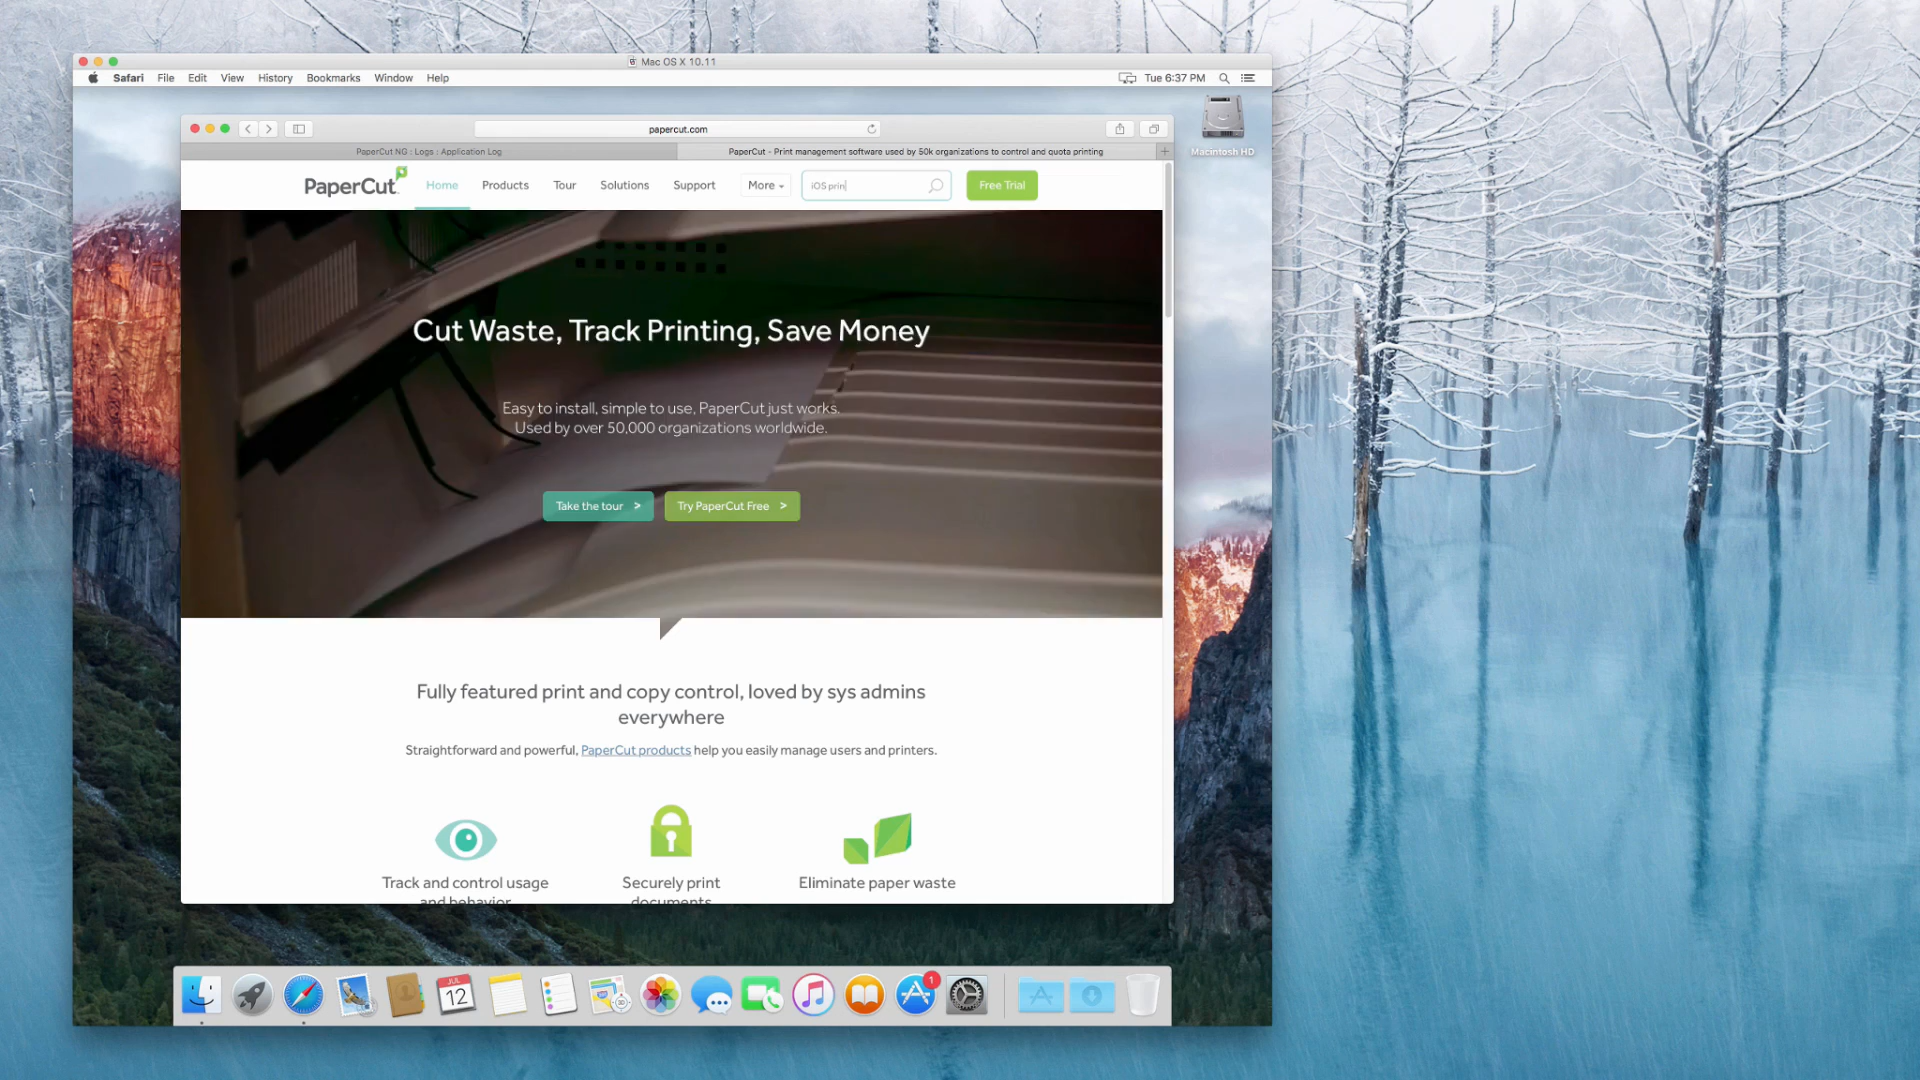 Mac OS X 10.11
Safari File Edit View History Bookmarks Window Help
Tue 6:37 PM
Macintosh HD
papercut.com
PaperCut NG : Logs : Application Log
PaperCut - Print management software used by 50k organizations to control and quota printing
PaperCut
Home Products Tour Solutions Support More
iOS prin
Free Trial
Cut Waste, Track Printing, Save Money
Easy to install, simple to use, PaperCut just works.
Used by over 50,000 organizations worldwide.
Take the tour >
Try PaperCut Free >
Fully featured print and copy control, loved by sys admins
everywhere
Straightforward and powerful, PaperCut products help you easily manage users and printers.
Track and control usage
and behavior
Securely print
documents
Eliminate paper waste
JUL
12
1